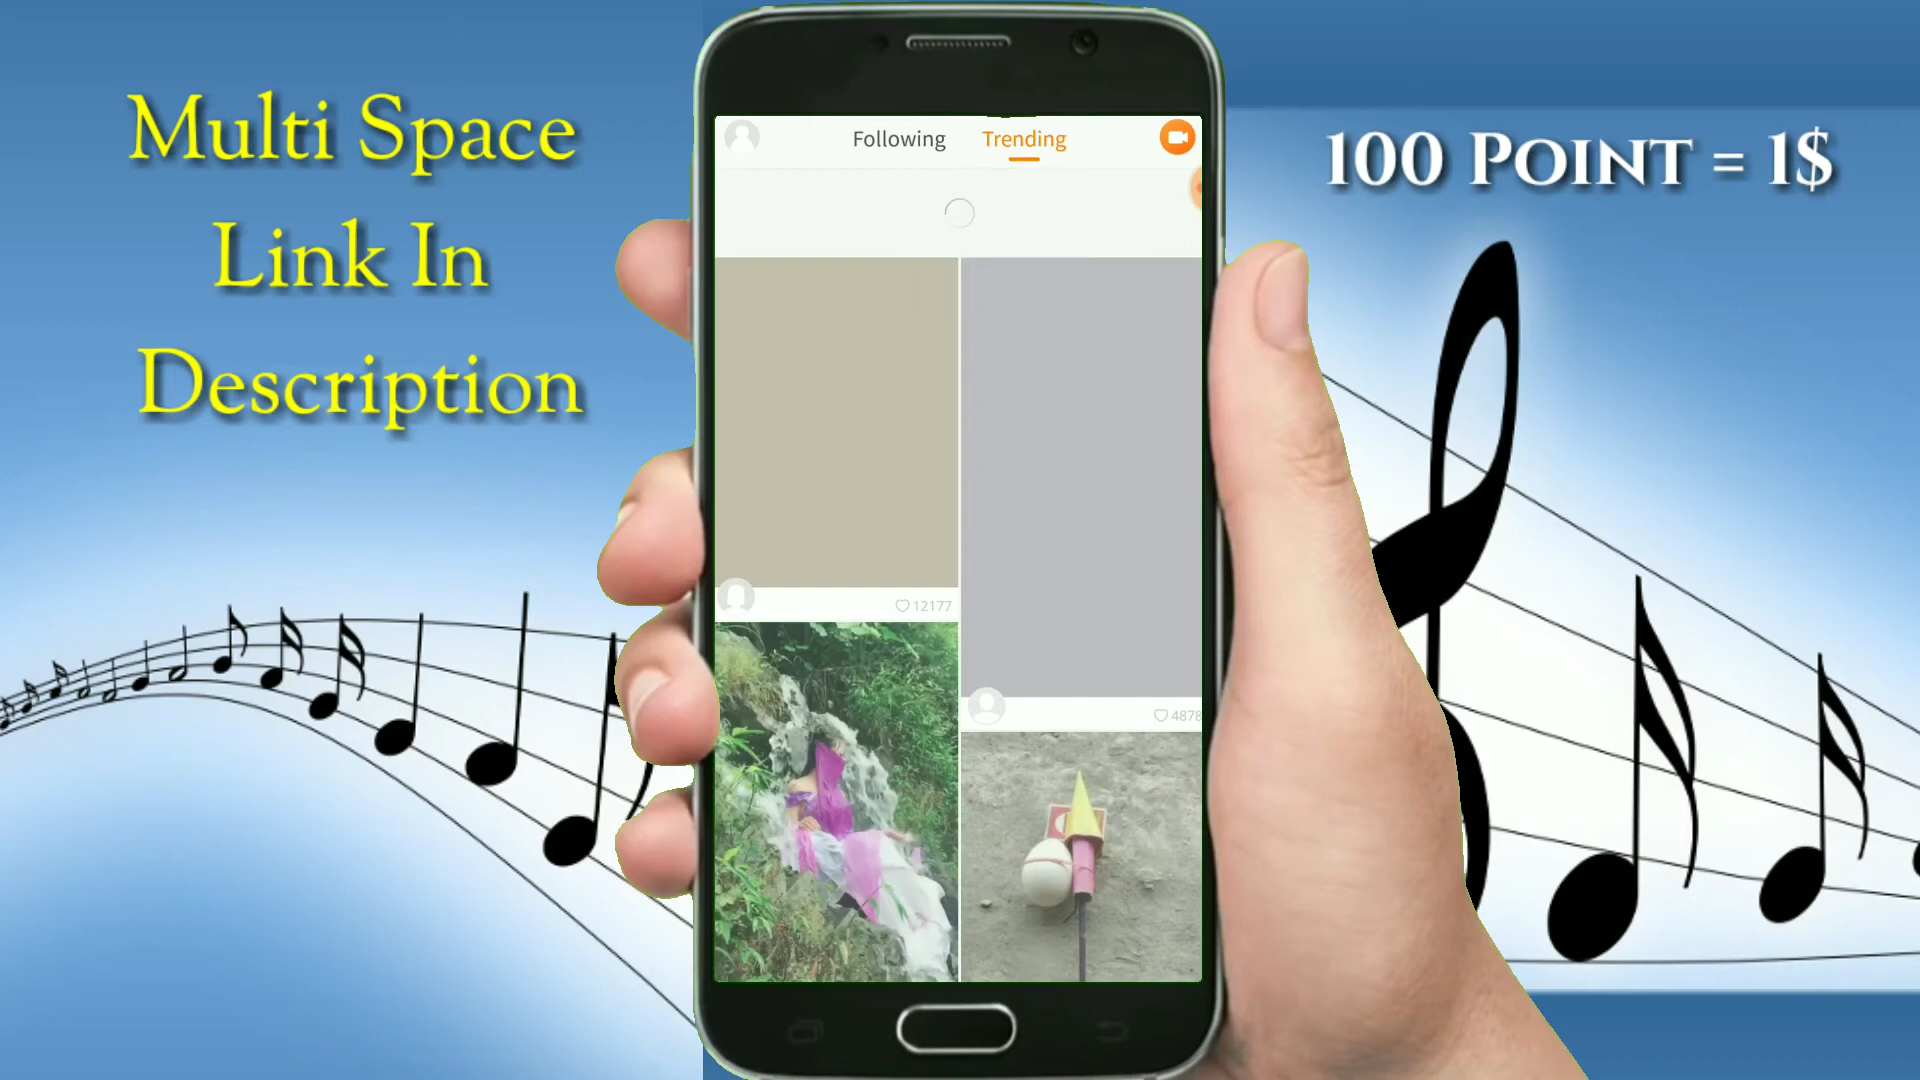 Multi Space
Link In
Description
100 Point = 1$
Following
Trending
12177
4878